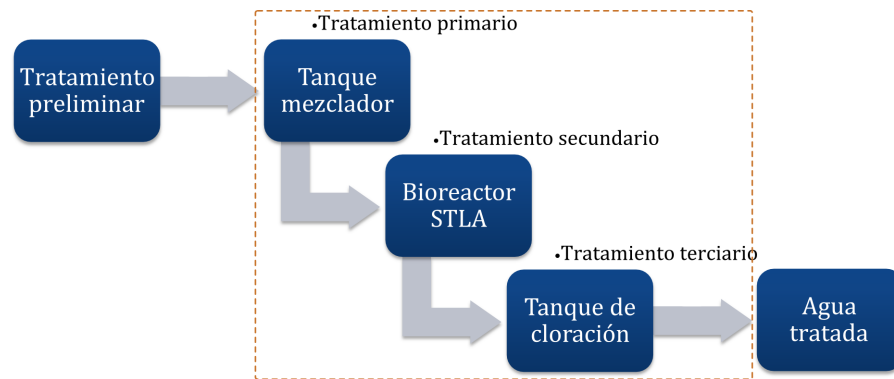 •Tratamiento primario
Tratamiento
preliminar
Tanque
mezclador
•Tratamiento secundario
Bioreactor
STLA
•Tratamiento terciario
Tanque de
cloración
Agua
tratada